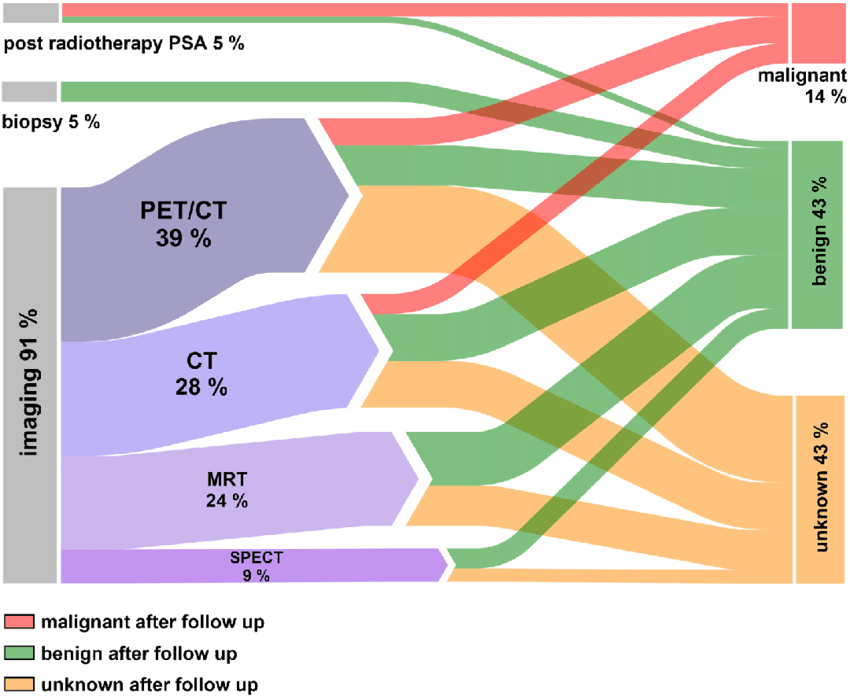 post radiotherapy PSA 5 %
malignant
14 %
biopsy 5 %
PET/CT
39 %
benign 43 %
imaging 91 %
CT
28 %
unknown 43 %
MRT
24 %
SPECT
9 %
malignant after follow up
benign after follow up
unknown after follow up